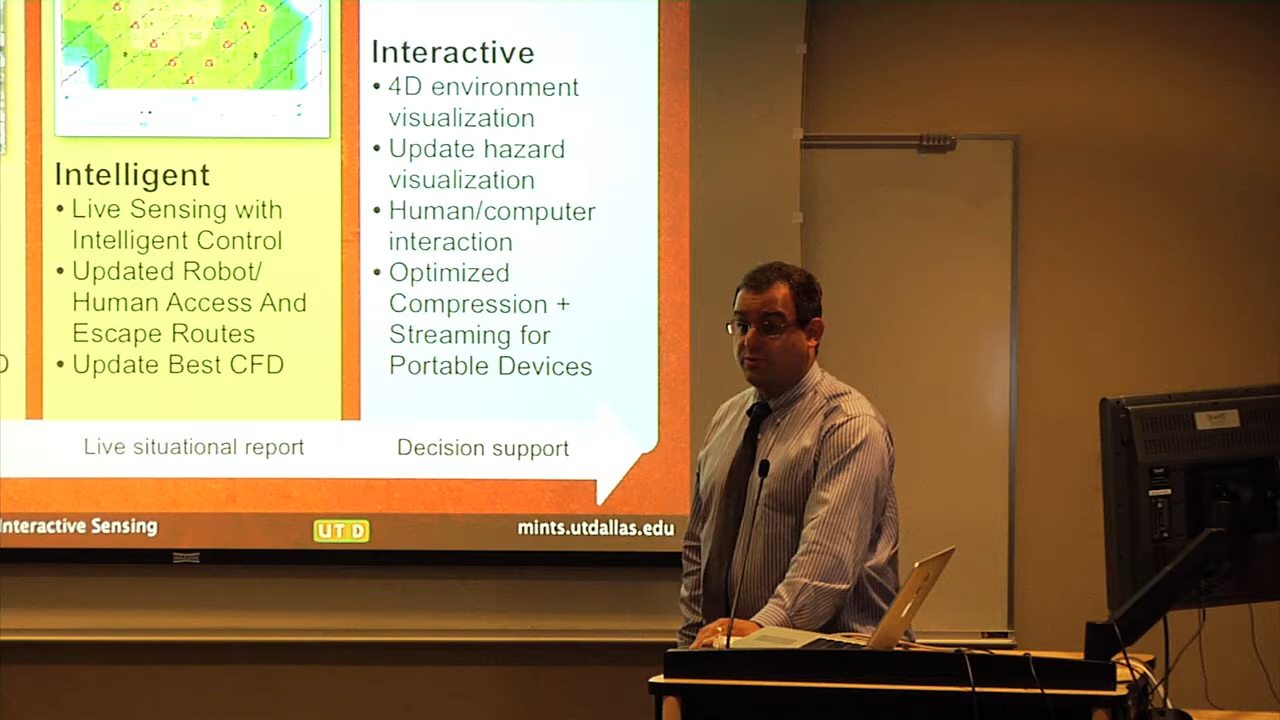 Intelligent
• Live Sensing with
Intelligent Control
• Updated Robot/
Human Access And
Escape Routes
• Update Best CFD
Live situational report
Interactive
• 4D environment
visualization
• Update hazard
visualization
• Human/computer
interaction
• Optimized
Compression +
Streaming for
Portable Devices
Decision support
Interactive Sensing
UTD
mints.utdallas.edu